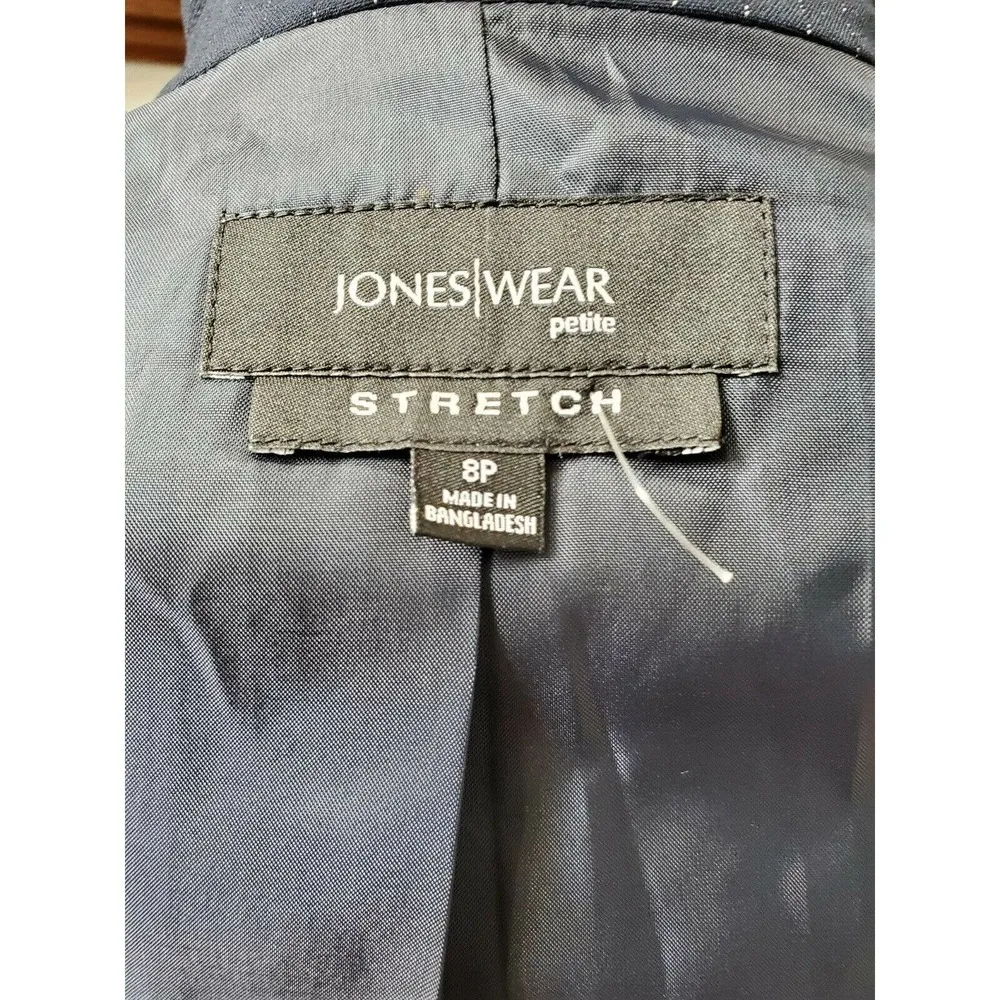 JONES|WEAR
petite
STRETCH
8P
MADE IN
BANGLADESH